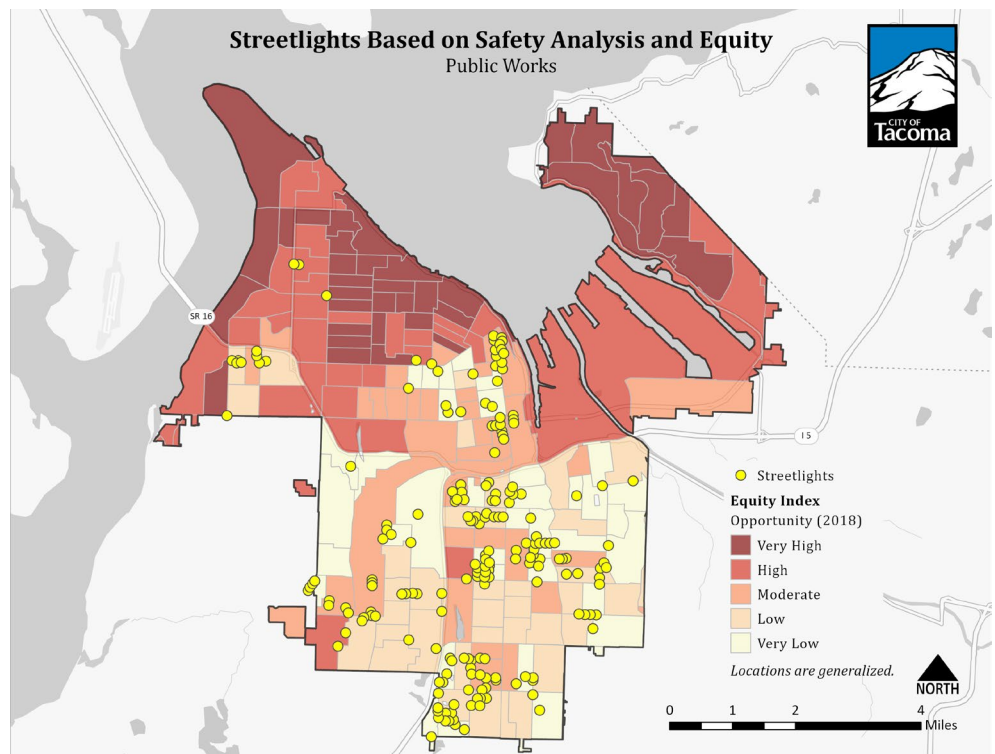 Streetlights Based on Safety Analysis and Equity
Public Works
CITY OF
Tacoma
SR 16
I 5
Streetlights
Equity Index
Opportunity (2018)
Very High
High
Moderate
Low
Very Low
Locations are generalized.
NORTH
0 1 2 4
Miles